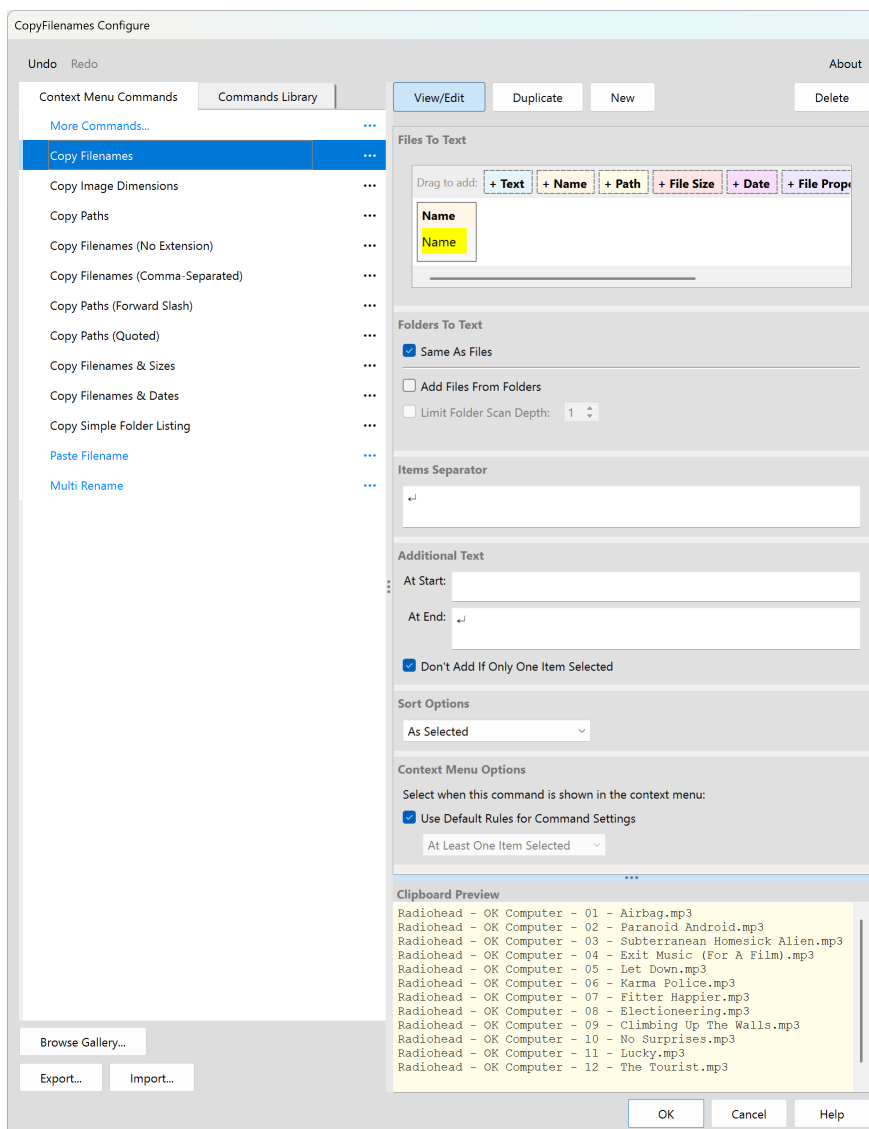 CopyFilenames Configure
Undo Redo About
Context Menu Commands Commands Library View/Edit Duplicate New Delete
More Commands...
Copy Filenames
Copy Image Dimensions
Copy Paths
Copy Filenames (No Extension)
Copy Filenames (Comma-Separated)
Copy Paths (Forward Slash)
Copy Paths (Quoted)
Copy Filenames & Sizes
Copy Filenames & Dates
Copy Simple Folder Listing
Paste Filename
Multi Rename
Browse Gallery...
Export... Import...
Files To Text
Drag to add: + Text + Name + Path + File Size + Date + File Prope
Name
Name
Folders To Text
Same As Files
Add Files From Folders
Limit Folder Scan Depth: 1
Items Separator
↵
Additional Text
At Start:
At End: ↵
Don't Add If Only One Item Selected
Sort Options
As Selected
Context Menu Options
Select when this command is shown in the context menu:
Use Default Rules for Command Settings
At Least One Item Selected
Clipboard Preview
Radiohead - OK Computer - 01 - Airbag.mp3
Radiohead - OK Computer - 02 - Paranoid Android.mp3
Radiohead - OK Computer - 03 - Subterranean Homesick Alien.mp3
Radiohead - OK Computer - 04 - Exit Music (For A Film).mp3
Radiohead - OK Computer - 05 - Let Down.mp3
Radiohead - OK Computer - 06 - Karma Police.mp3
Radiohead - OK Computer - 07 - Fitter Happier.mp3
Radiohead - OK Computer - 08 - Electioneering.mp3
Radiohead - OK Computer - 09 - Climbing Up The Walls.mp3
Radiohead - OK Computer - 10 - No Surprises.mp3
Radiohead - OK Computer - 11 - Lucky.mp3
Radiohead - OK Computer - 12 - The Tourist.mp3
OK Cancel Help